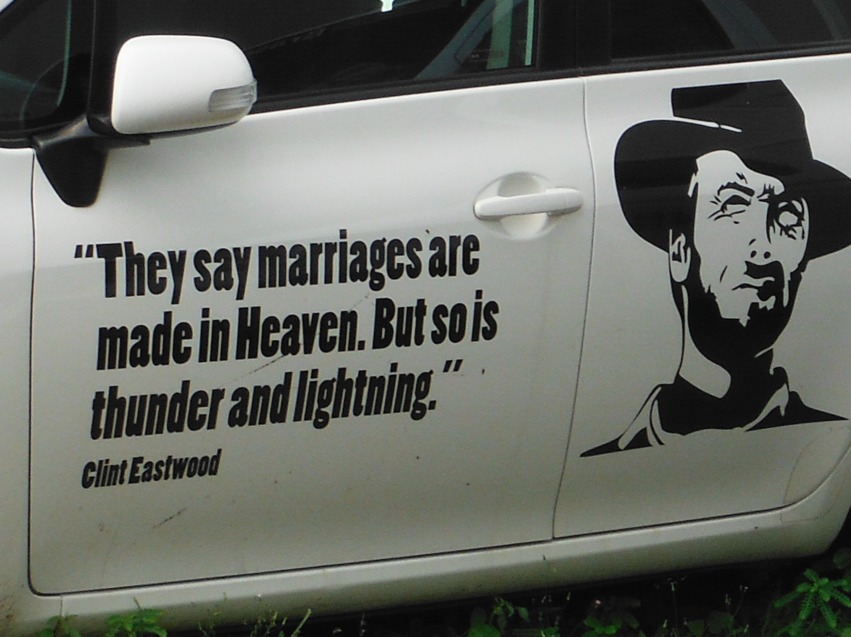 “They say marriages are
made in Heaven. But so is
thunder and lightning.”
Clint Eastwood